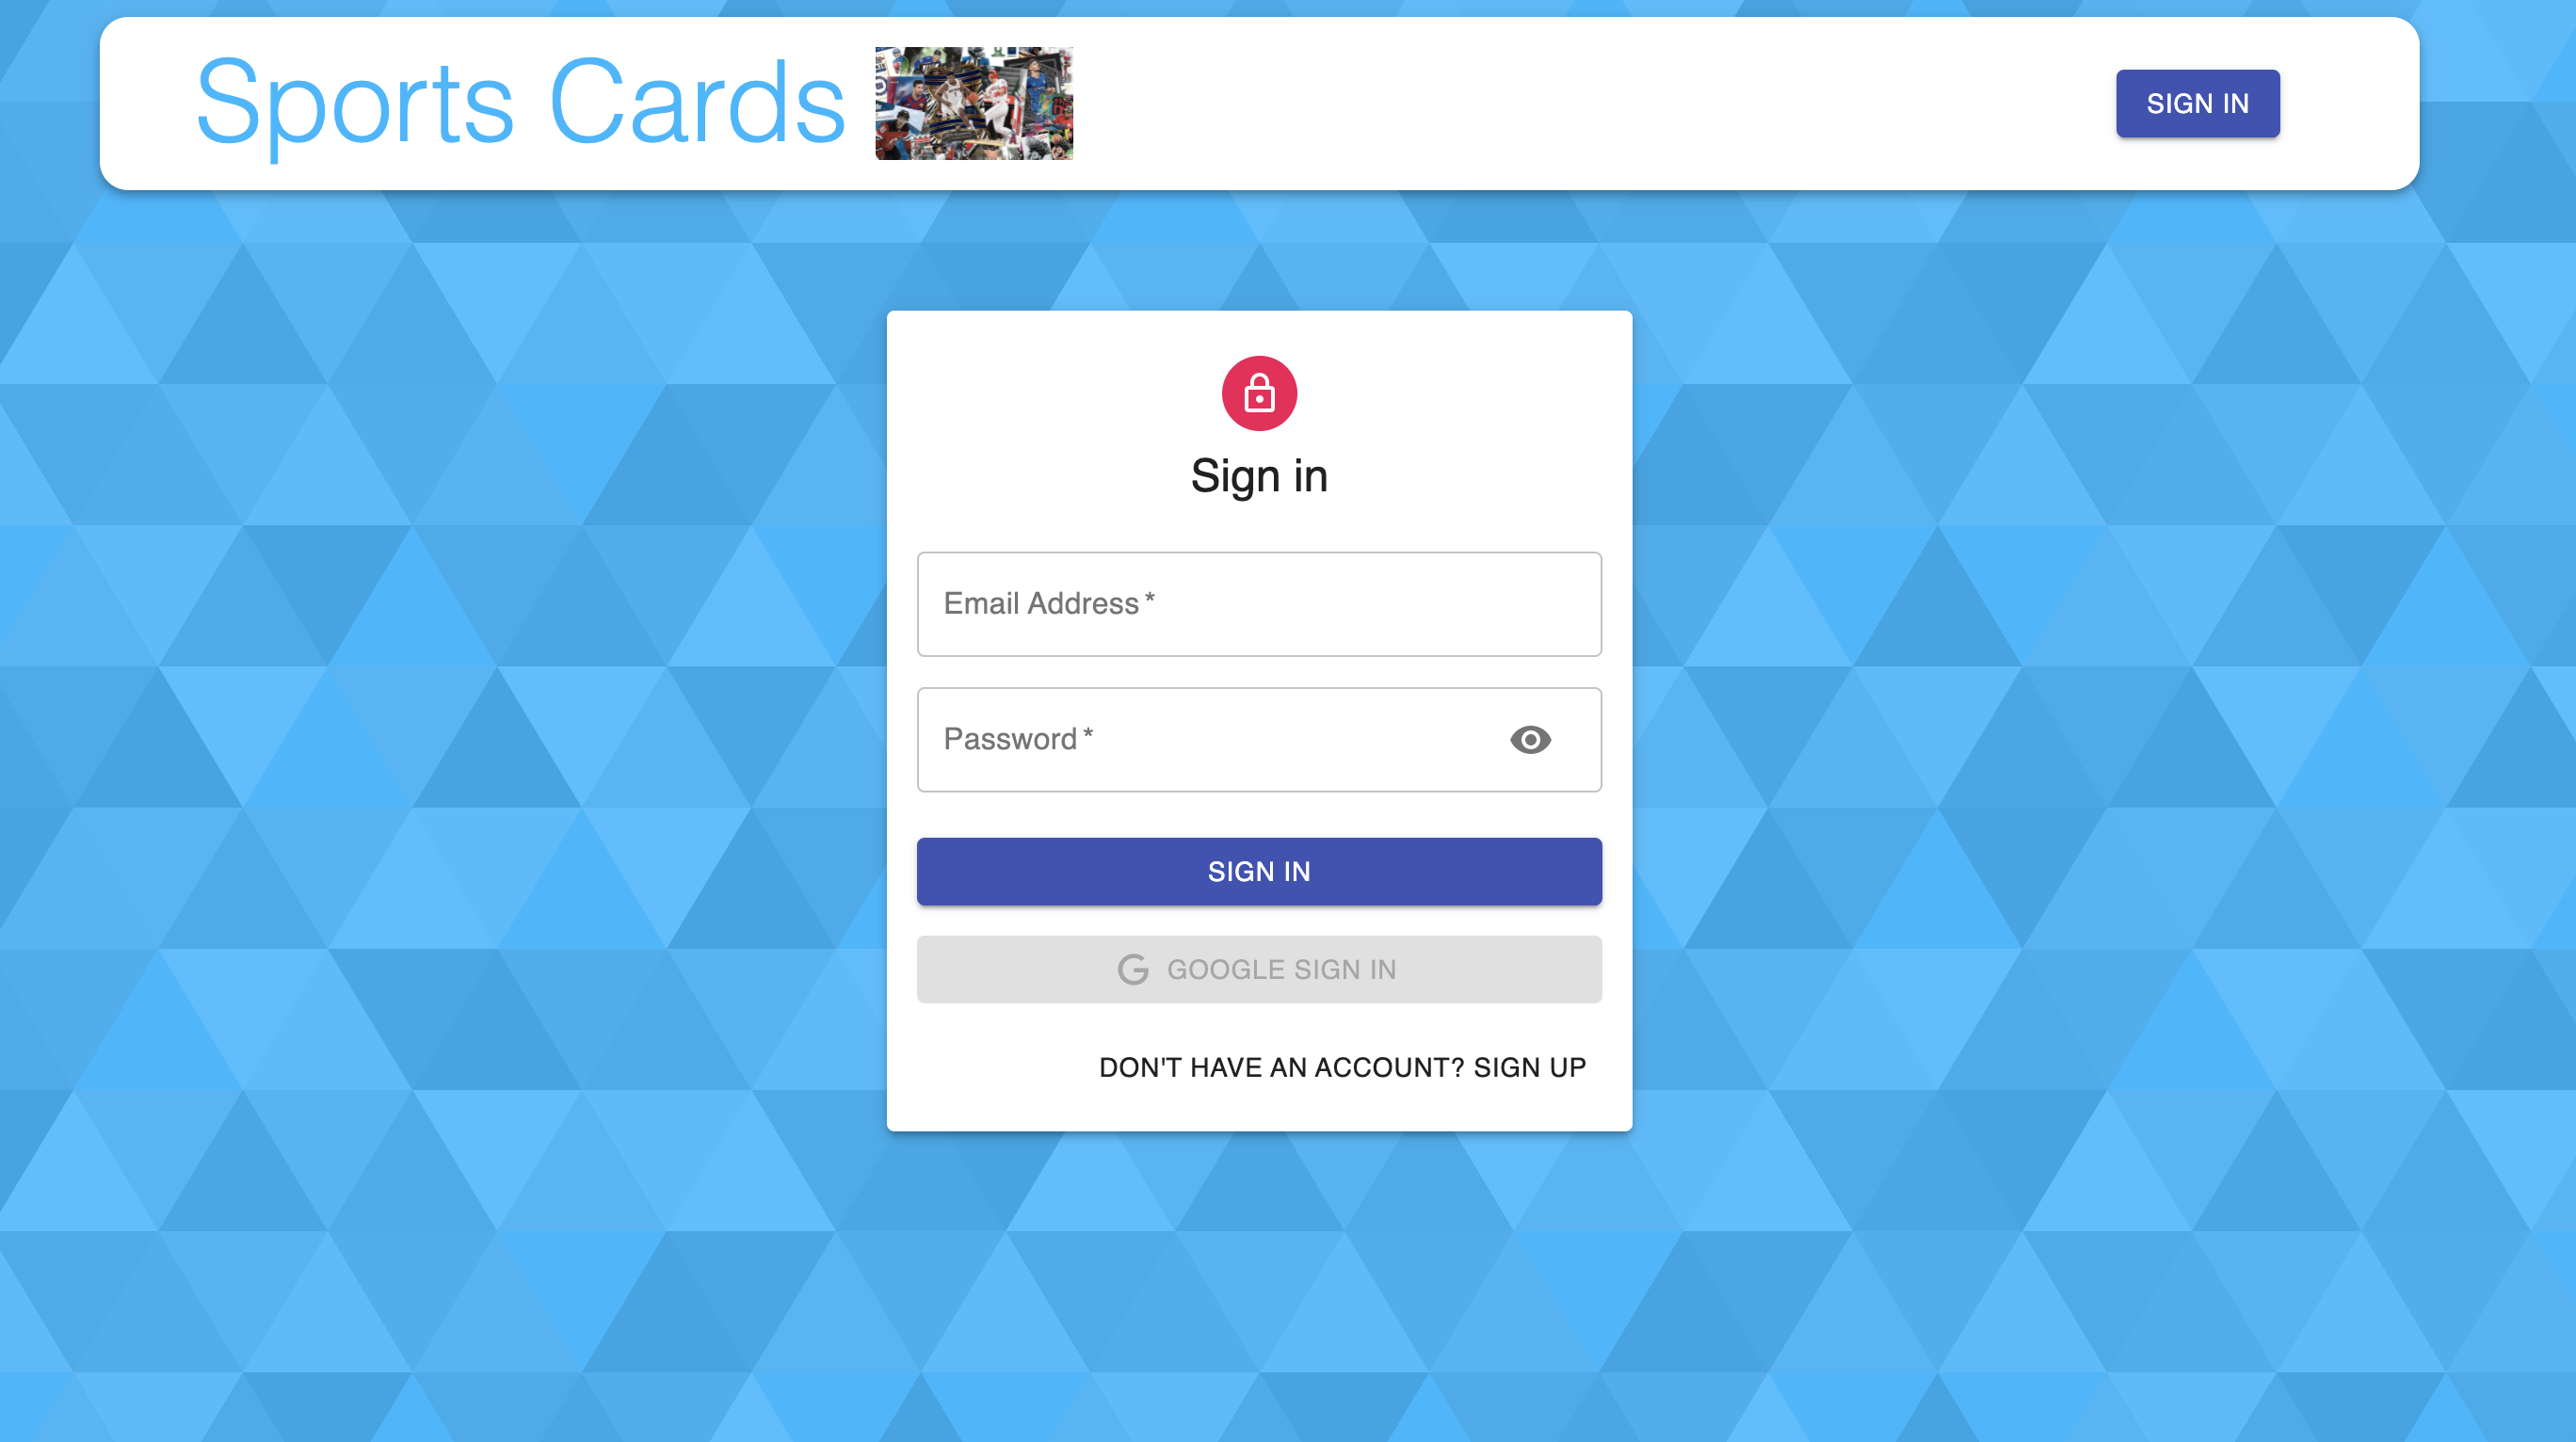 Sports Cards
SIGN IN
Sign in
Email Address *
Password *
SIGN IN
GOOGLE SIGN IN
DON'T HAVE AN ACCOUNT? SIGN UP